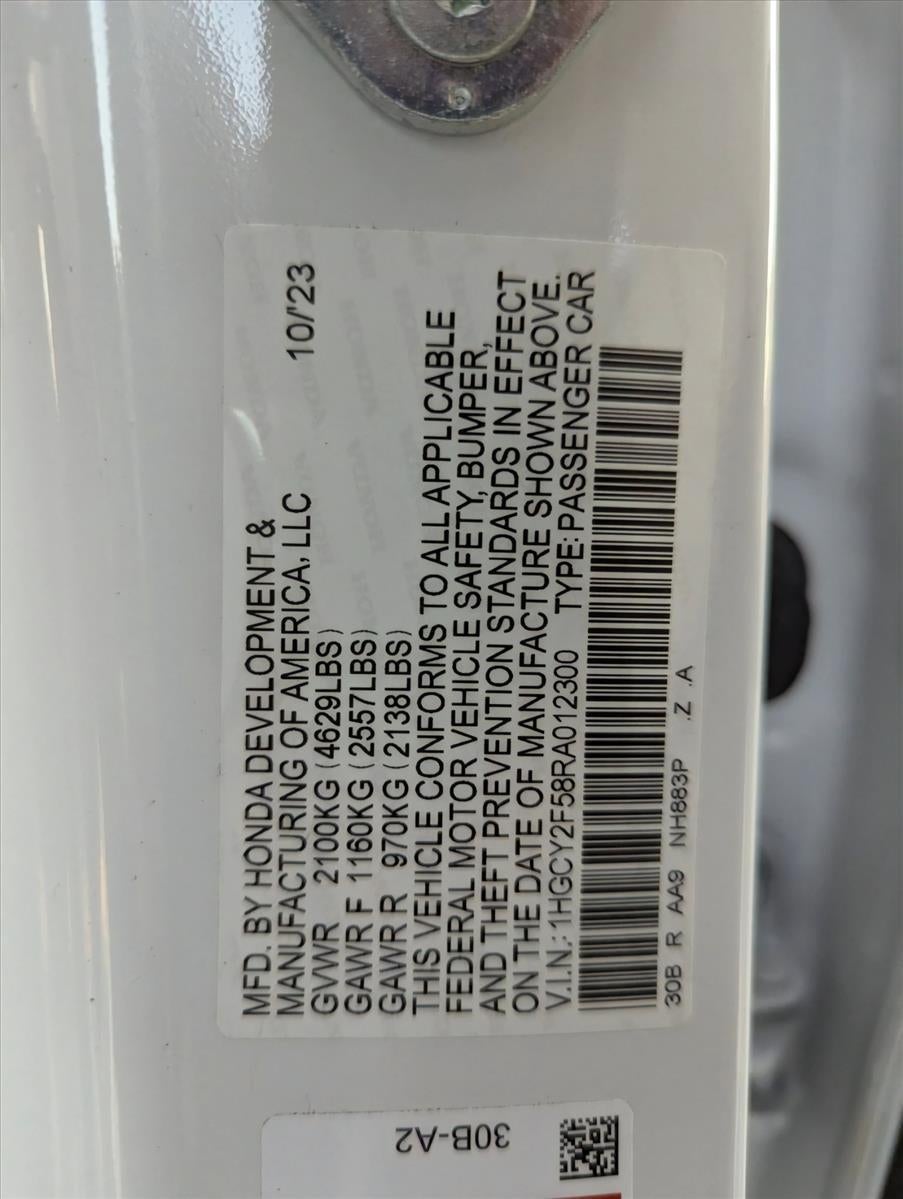 MFD. BY HONDA DEVELOPMENT &
MANUFACTURING OF AMERICA, LLC 10/'23
GVWR 2100KG (4629LBS)
GAWR F 1160KG (2557LBS)
GAWR R 970KG (2138LBS)
THIS VEHICLE CONFORMS TO ALL APPLICABLE
FEDERAL MOTOR VEHICLE SAFETY, BUMPER,
AND THEFT PREVENTION STANDARDS IN EFFECT
ON THE DATE OF MANUFACTURE SHOWN ABOVE.
V.I.N.: 1HGCY2F58RA012300 TYPE: PASSENGER CAR
30B R AA9 NH883P .Z .A
30B-A2